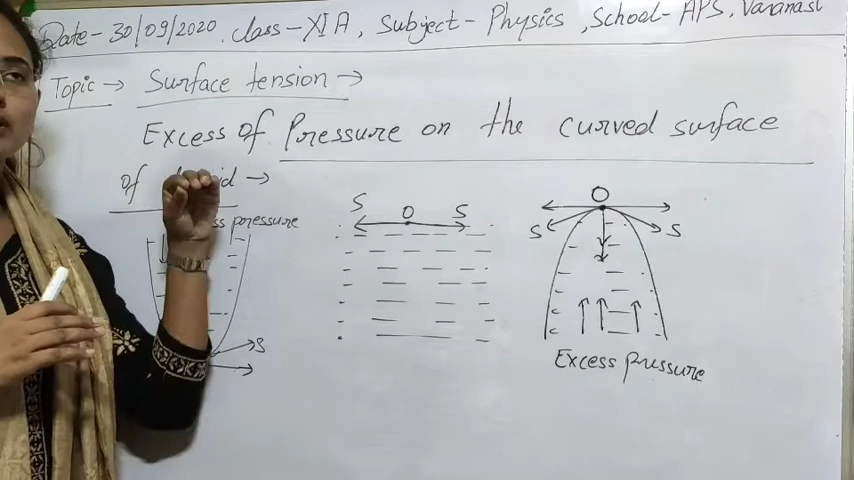 Date - 30/09/2020. Class - XI A, Subject - Physics, School - APS, Varanasi
Topic → Surface tension →
Excess of Pressure on the curved surface
of →
pressure
S O S
O
S S
S
Excess pressure